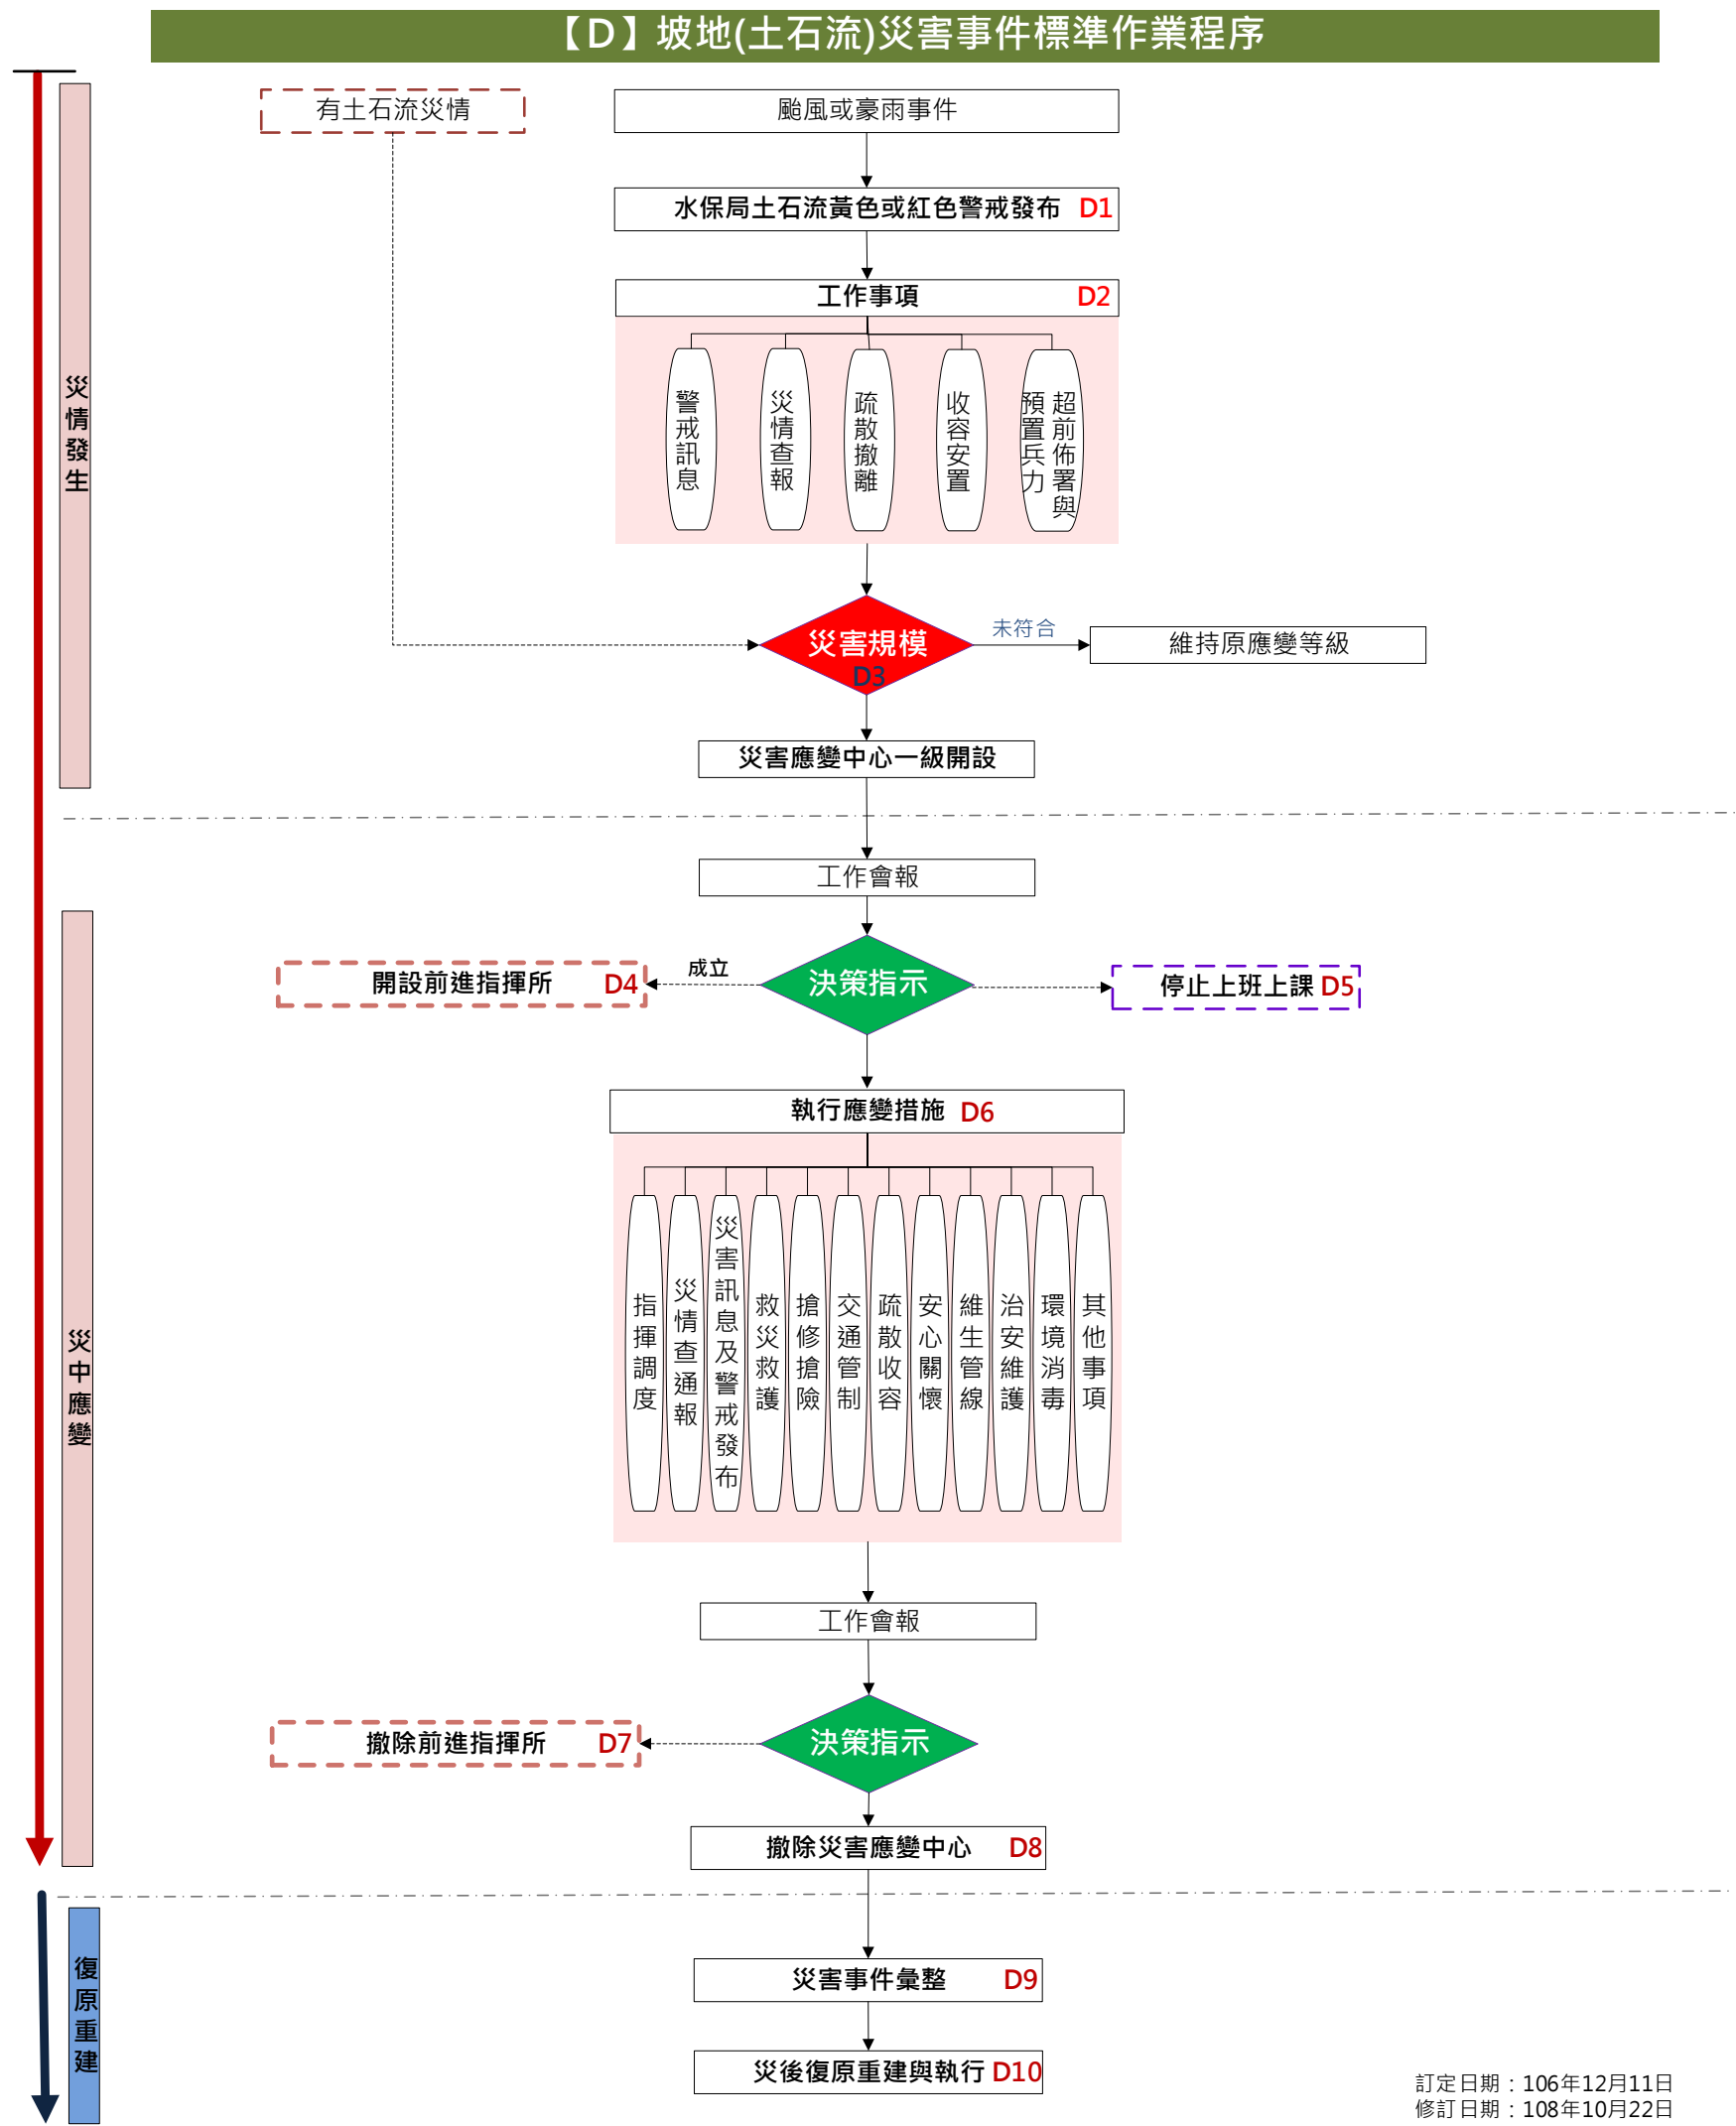 【D】坡地(土石流)災害事件標準作業程序
災情發生
有土石流災情
颱風或豪雨事件
水保局土石流黃色或紅色警戒發布 D1
工作事項 D2
警戒訊息
災情查報
疏散撤離
收容安置
超前佈署與
預置兵力
災害規模
D3
未符合
維持原應變等級
災害應變中心一級開設
災中應變
工作會報
決策指示
成立
開設前進指揮所 D4
停止上班上課 D5
執行應變措施 D6
指揮調度
災情查通報
災害訊息及警戒發布
救災救護
搶修搶險
交通管制
疏散收容
安心關懷
維生管線
治安維護
環境消毒
其他事項
工作會報
決策指示
撤除前進指揮所 D7
撤除災害應變中心 D8
復原重建
災害事件彙整 D9
災後復原重建與執行 D10
訂定日期：106年12月11日
修訂日期：108年10月22日